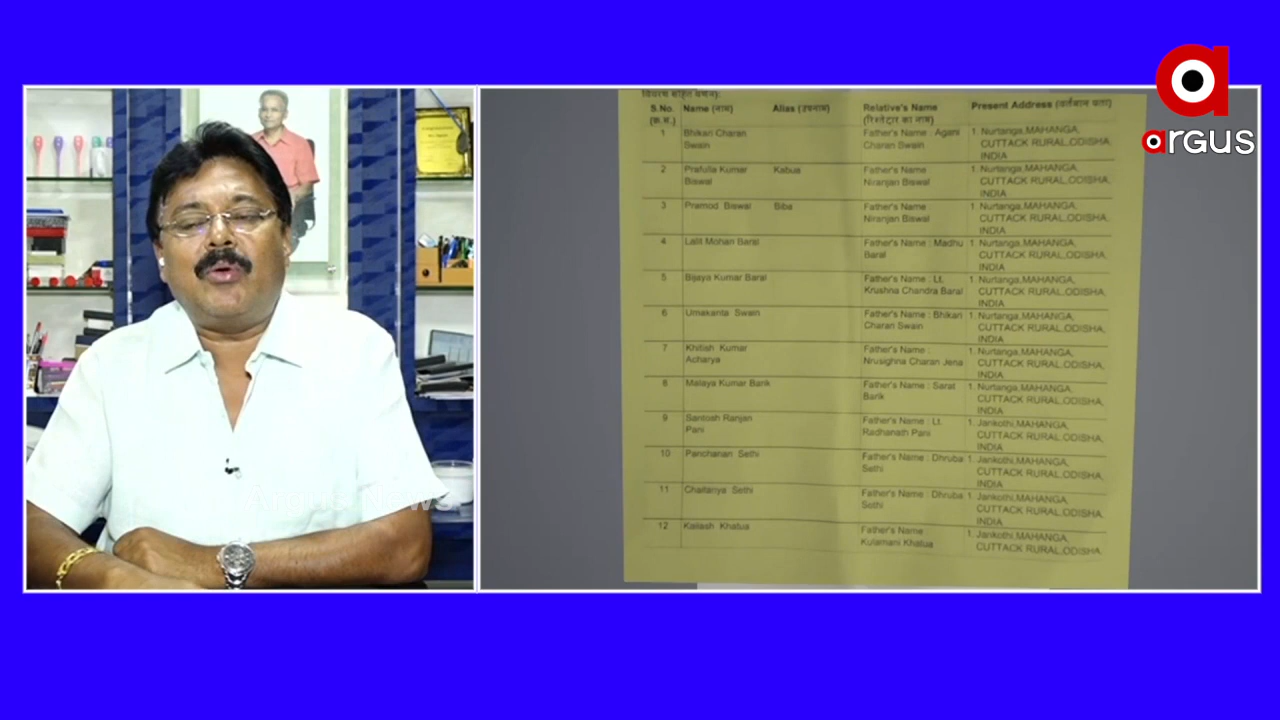 argus
Argus News
विवरण सहित वर्णन):
S.No. Name (नाम) Alias (उपनाम) Relative's Name Present Address (वर्तमान पता)
(क्र.सं.) (रिश्तेदार का नाम)
1 Bhikari Charan Father's Name : Agani 1. Nurtanga,MAHANGA,
Swain Charan Swain CUTTACK RURAL,ODISHA,
INDIA
2 Prafulla Kumar Kabua Father's Name 1. Nurtanga,MAHANGA,
Biswal Niranjan Biswal CUTTACK RURAL,ODISHA,
INDIA
3 Pramod Biswal Biba Father's Name 1. Nurtanga,MAHANGA,
Niranjan Biswal CUTTACK RURAL,ODISHA,
INDIA
4 Lalit Mohan Baral Father's Name : Madhu 1. Nurtanga,MAHANGA,
Baral CUTTACK RURAL,ODISHA,
INDIA
5 Bijaya Kumar Baral Father's Name : Lt. 1. Nurtanga,MAHANGA,
Krushna Chandra Baral CUTTACK RURAL,ODISHA,
INDIA
6 Umakanta Swain Father's Name : Bhikari 1. Nurtanga,MAHANGA,
Charan Swain CUTTACK RURAL,ODISHA,
INDIA
7 Khitish Kumar Father's Name : 1. Nurtanga,MAHANGA,
Acharya Nrusighna Charan Jena CUTTACK RURAL,ODISHA,
INDIA
8 Malaya Kumar Barik Father's Name : Sarat 1. Nurtanga,MAHANGA,
Barik CUTTACK RURAL,ODISHA,
INDIA
9 Santosh Ranjan Father's Name : Lt. 1. Jankothi,MAHANGA,
Pani Radhanath Pani CUTTACK RURAL,ODISHA,
INDIA
10 Panchanan Sethi Father's Name : Dhruba 1. Jankothi,MAHANGA,
Sethi CUTTACK RURAL,ODISHA,
INDIA
11 Chaitanya Sethi Father's Name : Dhruba 1. Jankothi,MAHANGA,
Sethi CUTTACK RURAL,ODISHA,
INDIA
12 Kailash Khatua Father's Name 1. Jankothi,MAHANGA,
Kulamani Khatua CUTTACK RURAL,ODISHA,